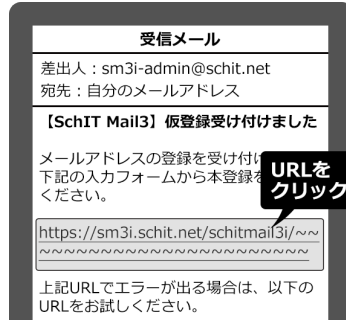 受信メール
差出人：sm3i-admin@schit.net
宛先：自分のメールアドレス
【SchIT Mail3】仮登録受け付けました
メールアドレスの登録を受け付け
下記の入力フォームから本登録を
ください。
URLを
クリック
https://sm3i.schit.net/schitmail3i/~~
~~~~~~~~~~~~~~~~~~~~~~
上記URLでエラーが出る場合は、以下の
URLをお試しください。